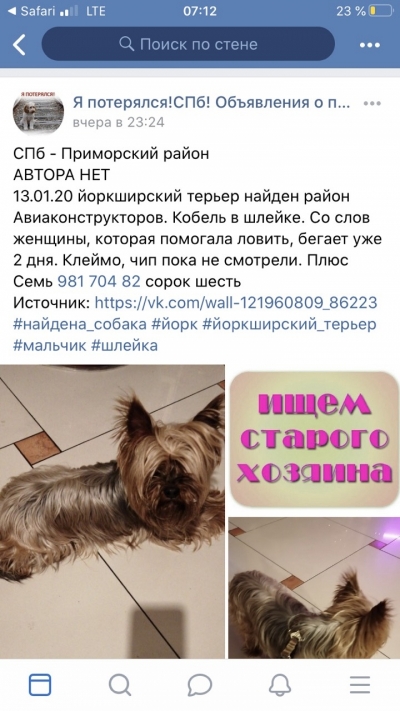 Safari LTE 07:12 23 %
Поиск по стене
Я ПОТЕРЯЛСЯ!
Я потерялся!СПб! Объявления о п...
вчера в 23:24
СПб - Приморский район
АВТОРА НЕТ
13.01.20 йоркширский терьер найден район
Авиаконструкторов. Кобель в шлейке. Со слов
женщины, которая помогала ловить, бегает уже
2 дня. Клеймо, чип пока не смотрели. Плюс
Семь 981 704 82 сорок шесть
Источник: https://vk.com/wall-121960809_86223
#найдена_собака #йорк #йоркширский_терьер
#мальчик #шлейка
ищем
старого
хозяина